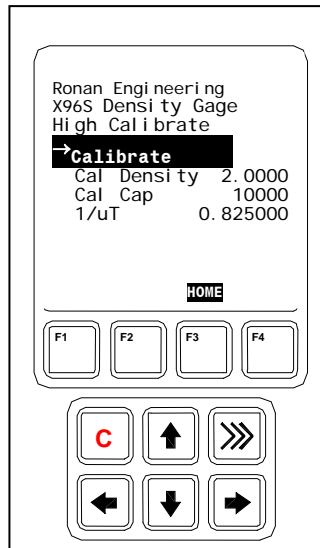 Ronan Engineering
X96S Density Gage
High Calibrate
→Calibrate
Cal Density 2.0000
Cal Cap 10000
1/uT 0.825000
HOME
F1 F2 F3 F4
C